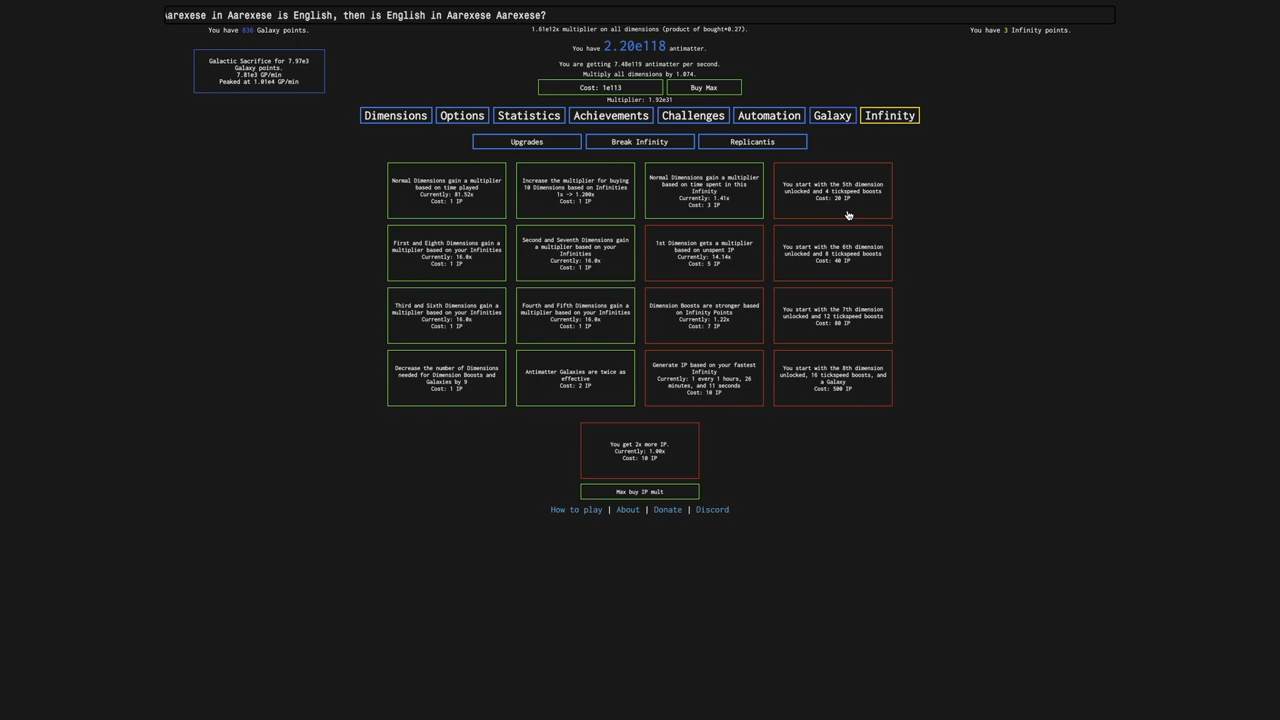 Aarexese in Aarexese is English, then is English in Aarexese Aarexese?
You have 836 Galaxy points.
1.61e12x multiplier on all dimensions (product of bought*0.27).
You have 3 Infinity points.
You have 2.20e118 antimatter.
Galactic Sacrifice for 7.97e3
Galaxy points.
7.81e3 GP/min
Peaked at 1.01e4 GP/min
You are getting 7.48e119 antimatter per second.
Multiply all dimensions by 1.074.
Cost: 1e113
Buy Max
Multiplier: 1.92e31
Dimensions
Options
Statistics
Achievements
Challenges
Automation
Galaxy
Infinity
Upgrades
Break Infinity
Replicantis
Normal Dimensions gain a multiplier
based on time played
Currently: 81.52x
Cost: 1 IP
Increase the multiplier for buying
10 Dimensions based on Infinities
1x -> 1.200x
Cost: 1 IP
Normal Dimensions gain a multiplier
based on time spent in this
Infinity
Currently: 1.41x
Cost: 3 IP
You start with the 5th dimension
unlocked and 4 tickspeed boosts
Cost: 20 IP
First and Eighth Dimensions gain a
multiplier based on your Infinities
Currently: 16.0x
Cost: 1 IP
Second and Seventh Dimensions gain
a multiplier based on your
Infinities
Currently: 16.0x
Cost: 1 IP
1st Dimension gets a multiplier
based on unspent IP
Currently: 14.14x
Cost: 5 IP
You start with the 6th dimension
unlocked and 8 tickspeed boosts
Cost: 40 IP
Third and Sixth Dimensions gain a
multiplier based on your Infinities
Currently: 16.0x
Cost: 1 IP
Fourth and Fifth Dimensions gain a
multiplier based on your Infinities
Currently: 16.0x
Cost: 1 IP
Dimension Boosts are stronger based
on Infinity Points
Currently: 1.22x
Cost: 7 IP
You start with the 7th dimension
unlocked and 12 tickspeed boosts
Cost: 80 IP
Decrease the number of Dimensions
needed for Dimension Boosts and
Galaxies by 9
Cost: 1 IP
Antimatter Galaxies are twice as
effective
Cost: 2 IP
Generate IP based on your fastest
Infinity
Currently: 1 every 1 hours, 26
minutes, and 11 seconds
Cost: 10 IP
You start with the 8th dimension
unlocked, 16 tickspeed boosts, and
a Galaxy
Cost: 500 IP
You get 2x more IP.
Currently: 1.00x
Cost: 10 IP
Max buy IP mult
How to play | About | Donate | Discord